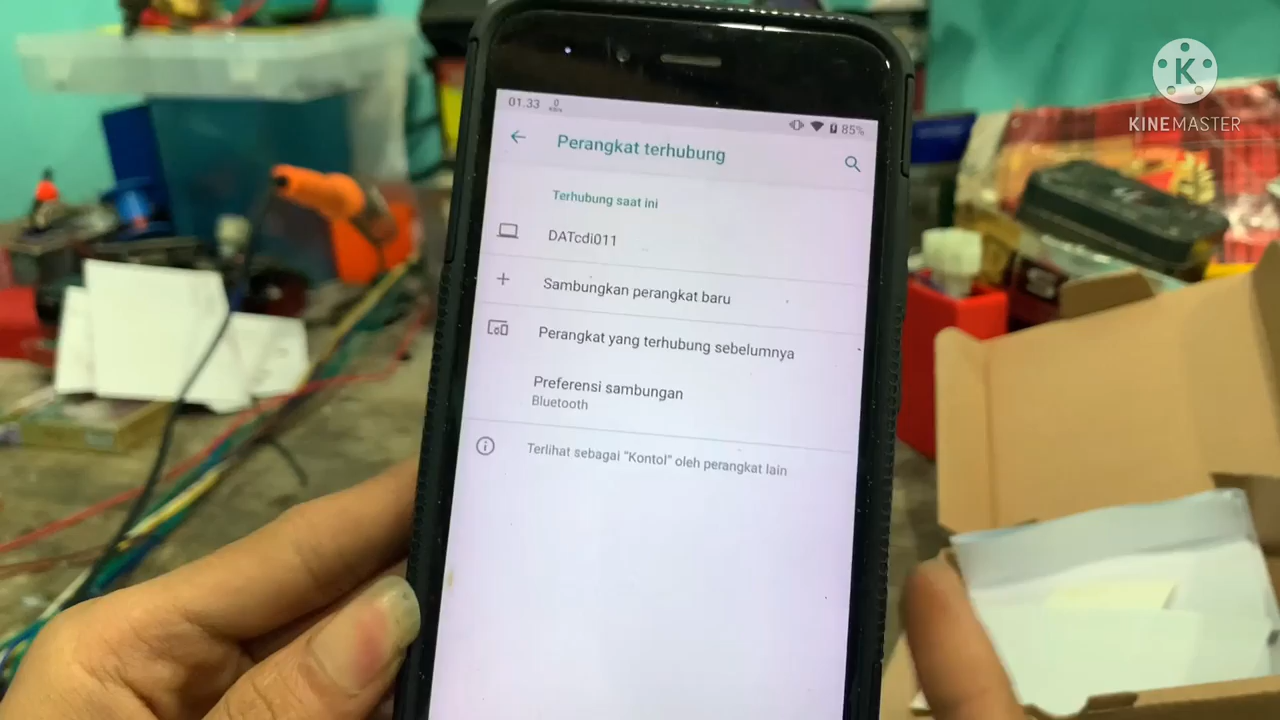 K
KINEMASTER
01.33
85%
Perangkat terhubung
Terhubung saat ini
DATcdi011
Sambungkan perangkat baru
Perangkat yang terhubung sebelumnya
Preferensi sambungan
Bluetooth
Terlihat sebagai "Kontol" oleh perangkat lain